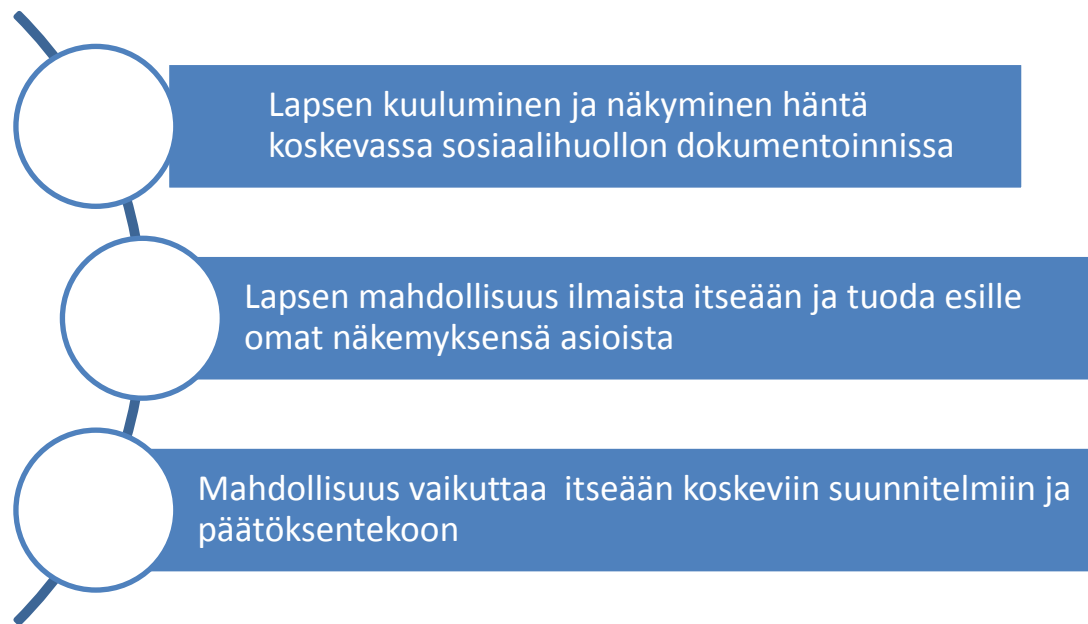 Lapsen kuuluminen ja näkyminen häntä
koskevassa sosiaalihuollon dokumentoinnissa
Lapsen mahdollisuus ilmaista itseään ja tuoda esille
omat näkemyksensä asioista
Mahdollisuus vaikuttaa  itseään koskeviin suunnitelmiin ja
päätöksentekoon